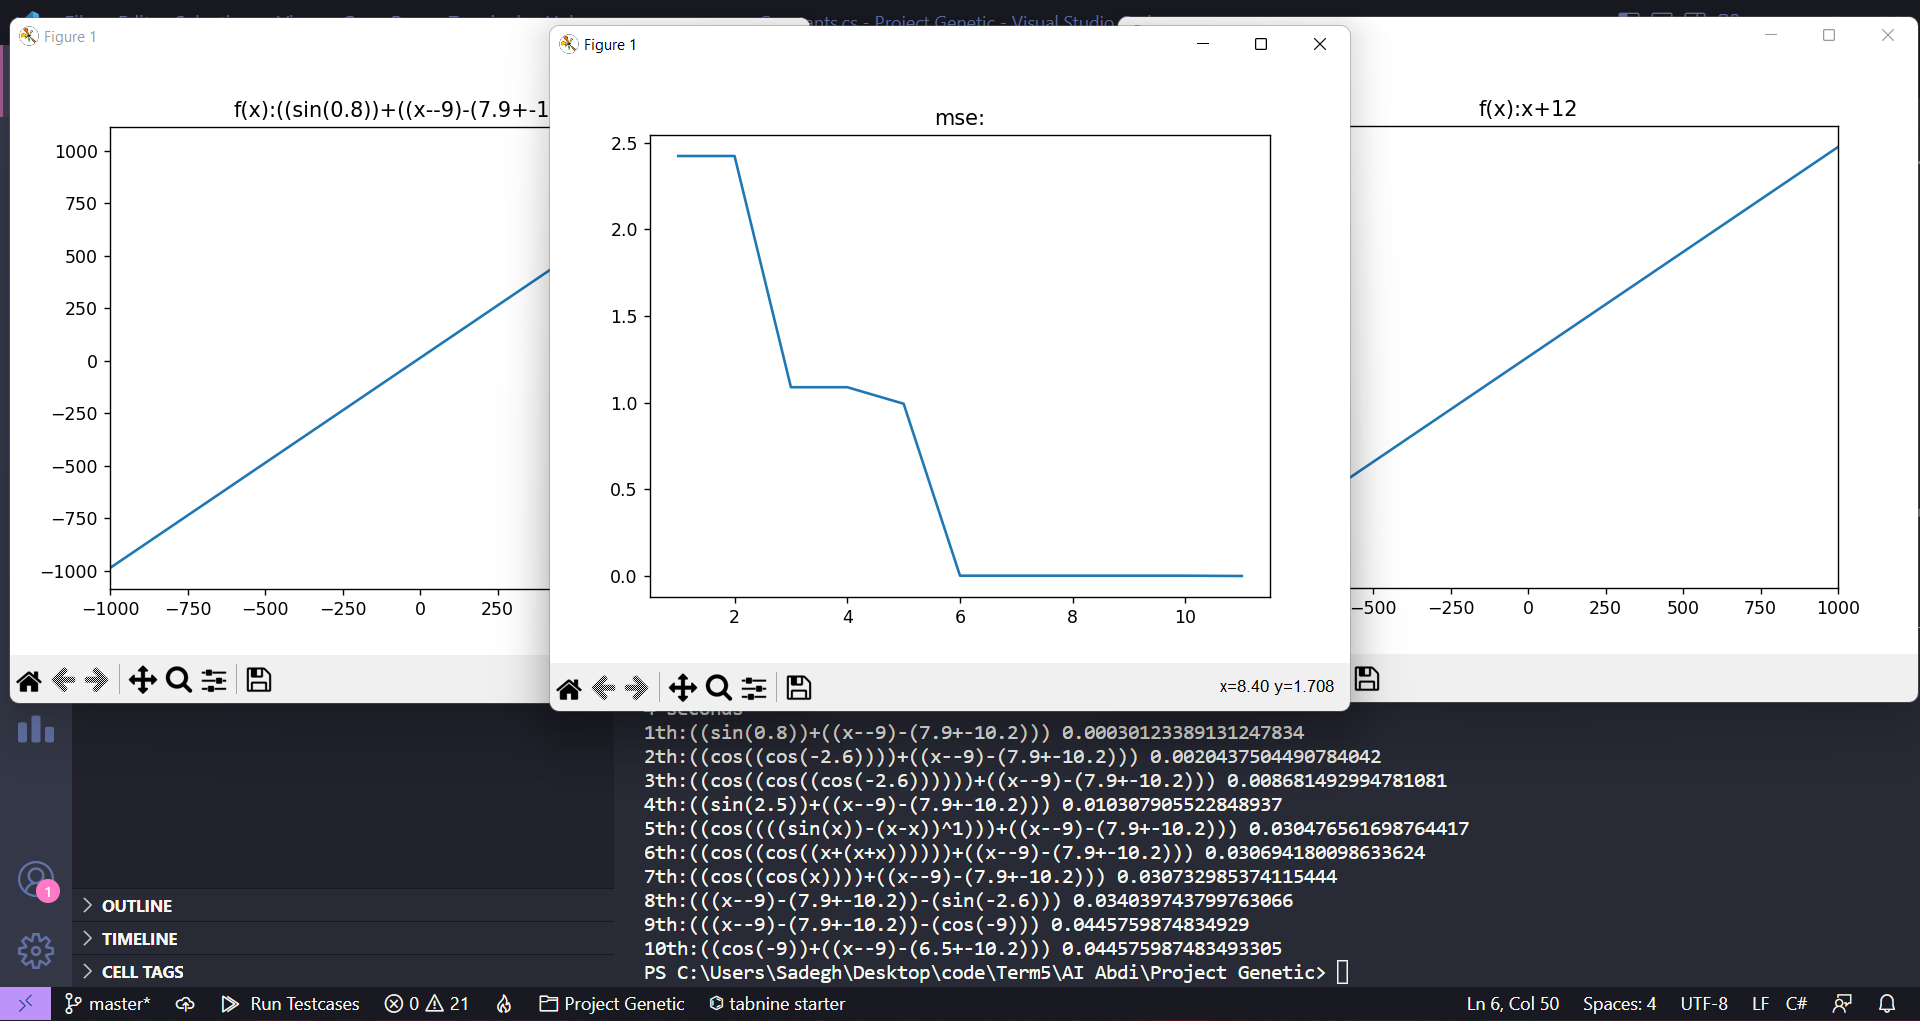 Constants.cs - Project Genetic - Visual Studio
Figure 1
f(x):((sin(0.8))+((x--9)-(7.9+-1
1000
750
500
250
0
−250
−500
−750
−1000
−1000 −750 −500 −250 0 250
Figure 1
mse:
2.5
2.0
1.5
1.0
0.5
0.0
2 4 6 8 10
x=8.40 y=1.708
f(x):x+12
−500 −250 0 250 500 750 1000
4 seconds
1th:((sin(0.8))+((x--9)-(7.9+-10.2))) 0.00030123389131247834
2th:((cos((cos(-2.6))))+((x--9)-(7.9+-10.2))) 0.0020437504490784042
3th:((cos((cos((cos(-2.6))))))+((x--9)-(7.9+-10.2))) 0.008681492994781081
4th:((sin(2.5))+((x--9)-(7.9+-10.2))) 0.010307905522848937
5th:((cos((((sin(x))-(x-x))^1)))+((x--9)-(7.9+-10.2))) 0.030476561698764417
6th:((cos((cos((x+(x+x))))))+((x--9)-(7.9+-10.2))) 0.030694180098633624
7th:((cos((cos(x))))+((x--9)-(7.9+-10.2))) 0.030732985374115444
8th:(((x--9)-(7.9+-10.2))-(sin(-2.6))) 0.034039743799763066
9th:(((x--9)-(7.9+-10.2))-(cos(-9))) 0.0445759874834929
10th:((cos(-9))+((x--9)-(6.5+-10.2))) 0.044575987483493305
PS C:\Users\Sadegh\Desktop\code\Term5\AI Abdi\Project Genetic>
1
OUTLINE
TIMELINE
CELL TAGS
master* Run Testcases 0 21 Project Genetic tabnine starter Ln 6, Col 50 Spaces: 4 UTF-8 LF C#